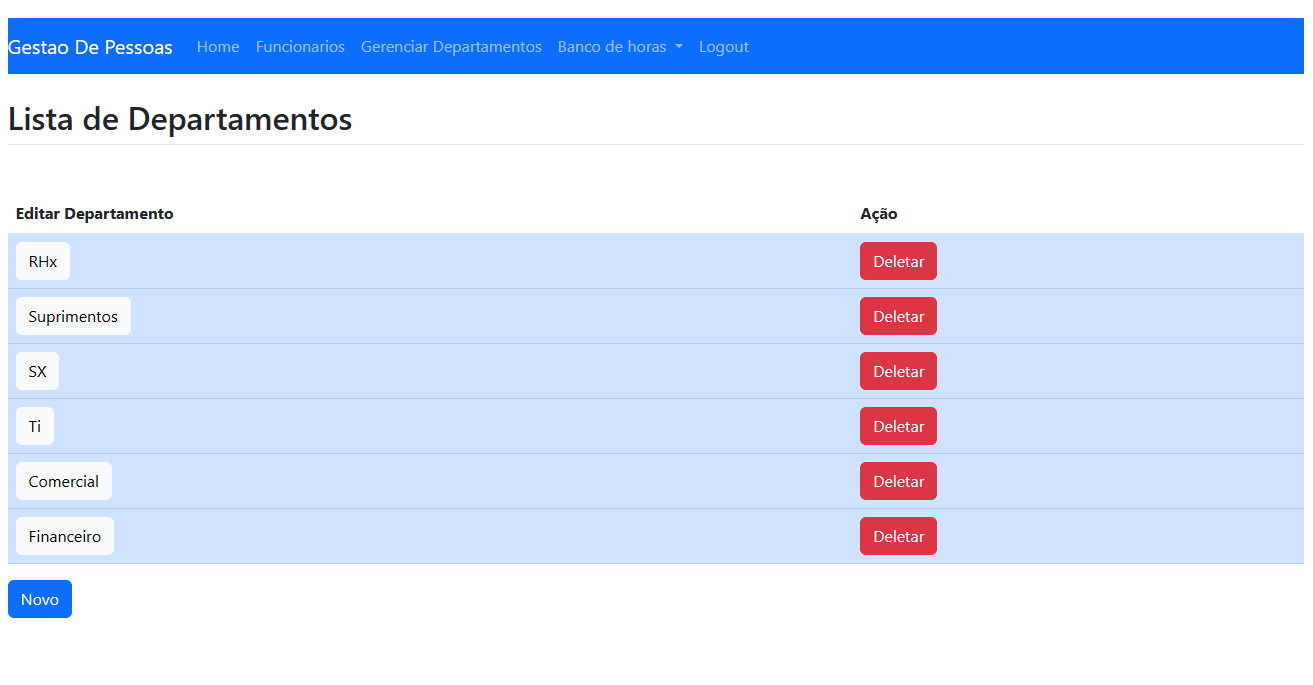 Gestao De Pessoas Home Funcionarios Gerenciar Departamentos Banco de horas Logout
Lista de Departamentos
Editar Departamento Ação
RHx Deletar
Suprimentos Deletar
SX Deletar
Ti Deletar
Comercial Deletar
Financeiro Deletar
Novo